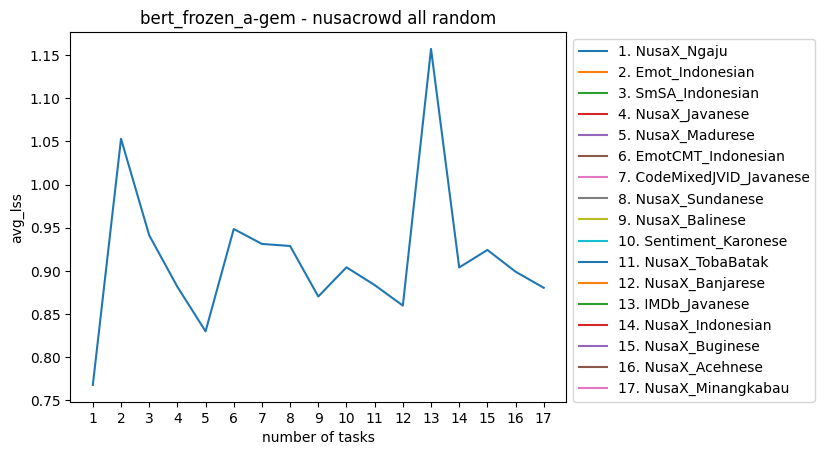 bert_frozen_a-gem - nusacrowd all random
1.15
1.10
1.05
1.00
0.95
0.90
0.85
0.80
0.75
avg_lss
1 2 3 4 5 6 7 8 9 10 11 12 13 14 15 16 17
number of tasks
1. NusaX_Ngaju
2. Emot_Indonesian
3. SmSA_Indonesian
4. NusaX_Javanese
5. NusaX_Madurese
6. EmotCMT_Indonesian
7. CodeMixedJVID_Javanese
8. NusaX_Sundanese
9. NusaX_Balinese
10. Sentiment_Karonese
11. NusaX_TobaBatak
12. NusaX_Banjarese
13. IMDb_Javanese
14. NusaX_Indonesian
15. NusaX_Buginese
16. NusaX_Acehnese
17. NusaX_Minangkabau